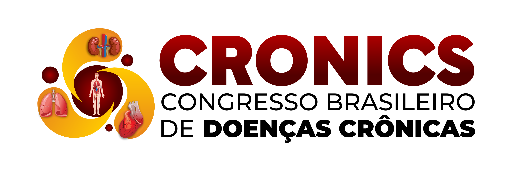 CRONICS
CONGRESSO BRASILEIRO
DE DOENÇAS CRÔNICAS